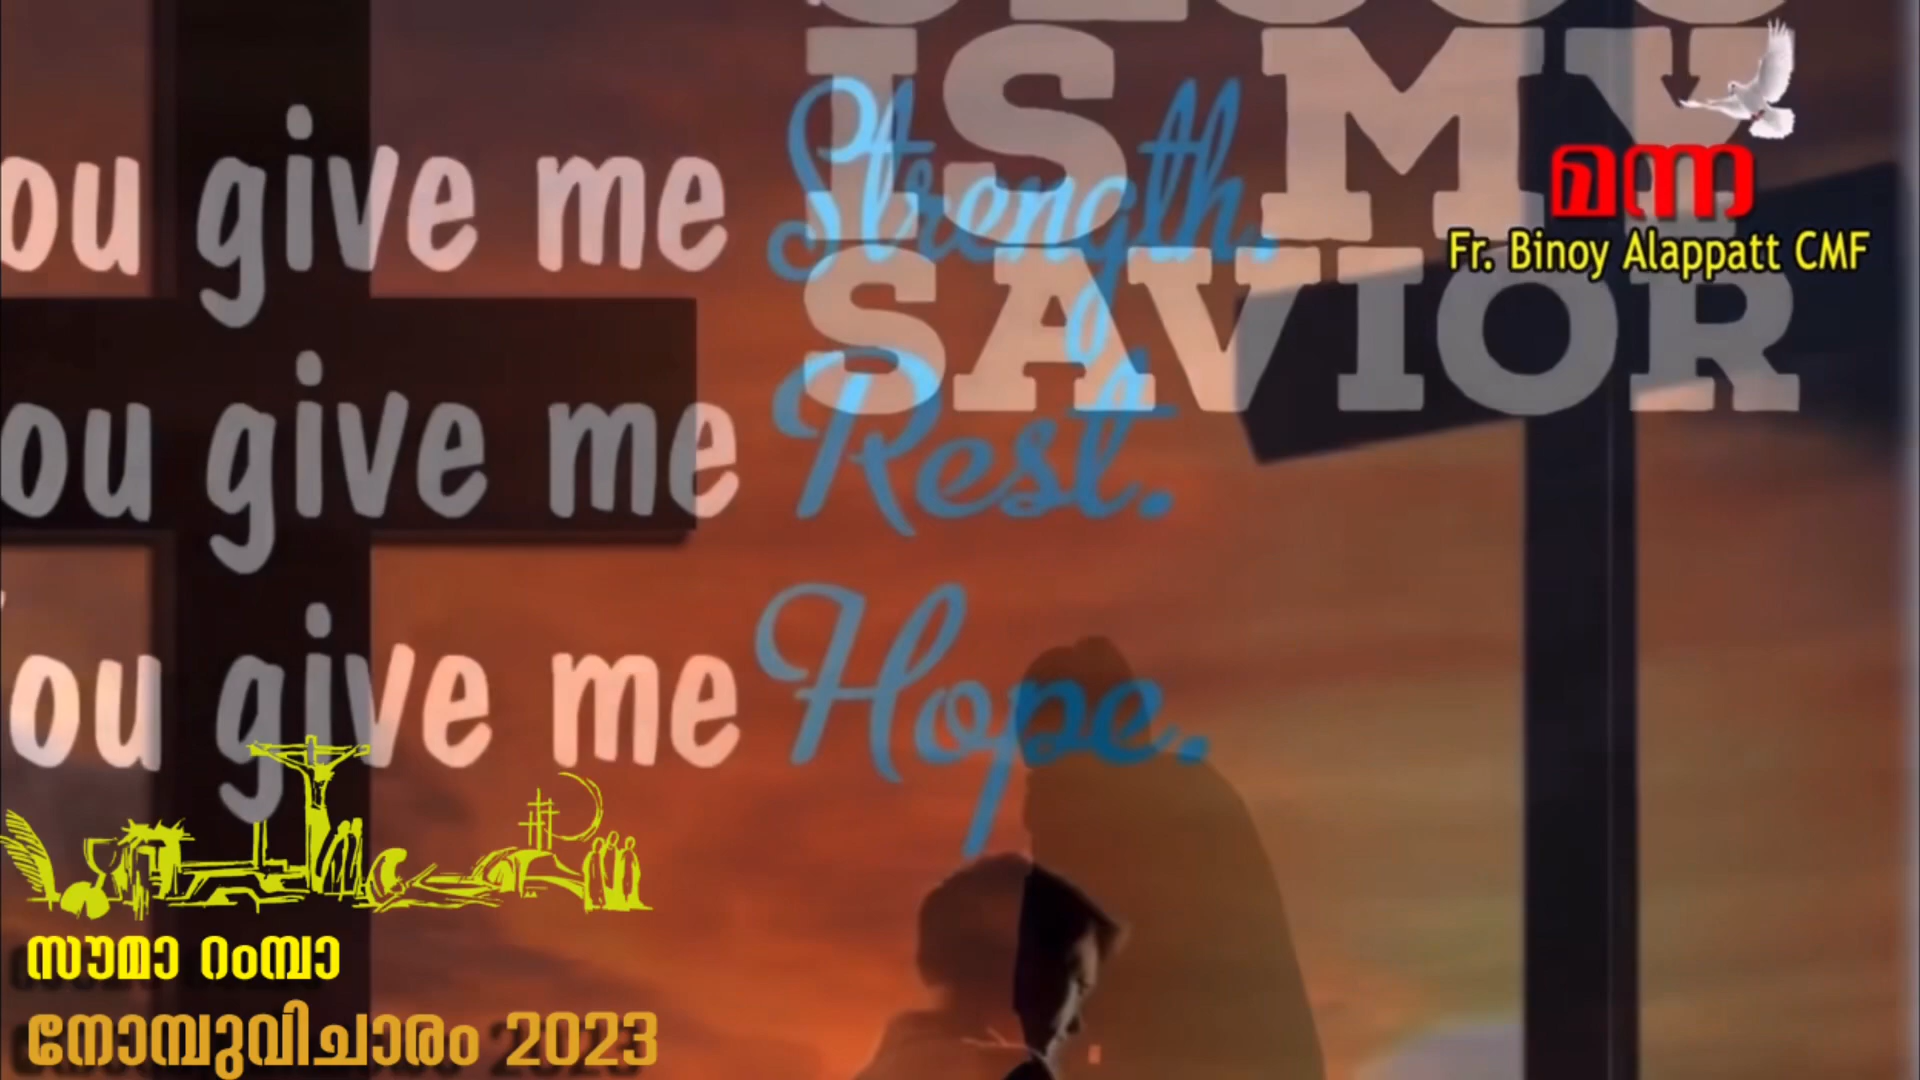 ou give me Strength.
ou give me Rest.
ou give me Hope.
IS MY
SAVIOR
മന്ന
Fr. Binoy Alappatt CMF
സൗമാ റംമ്പാ
നോമ്പുവിചാരം 2023